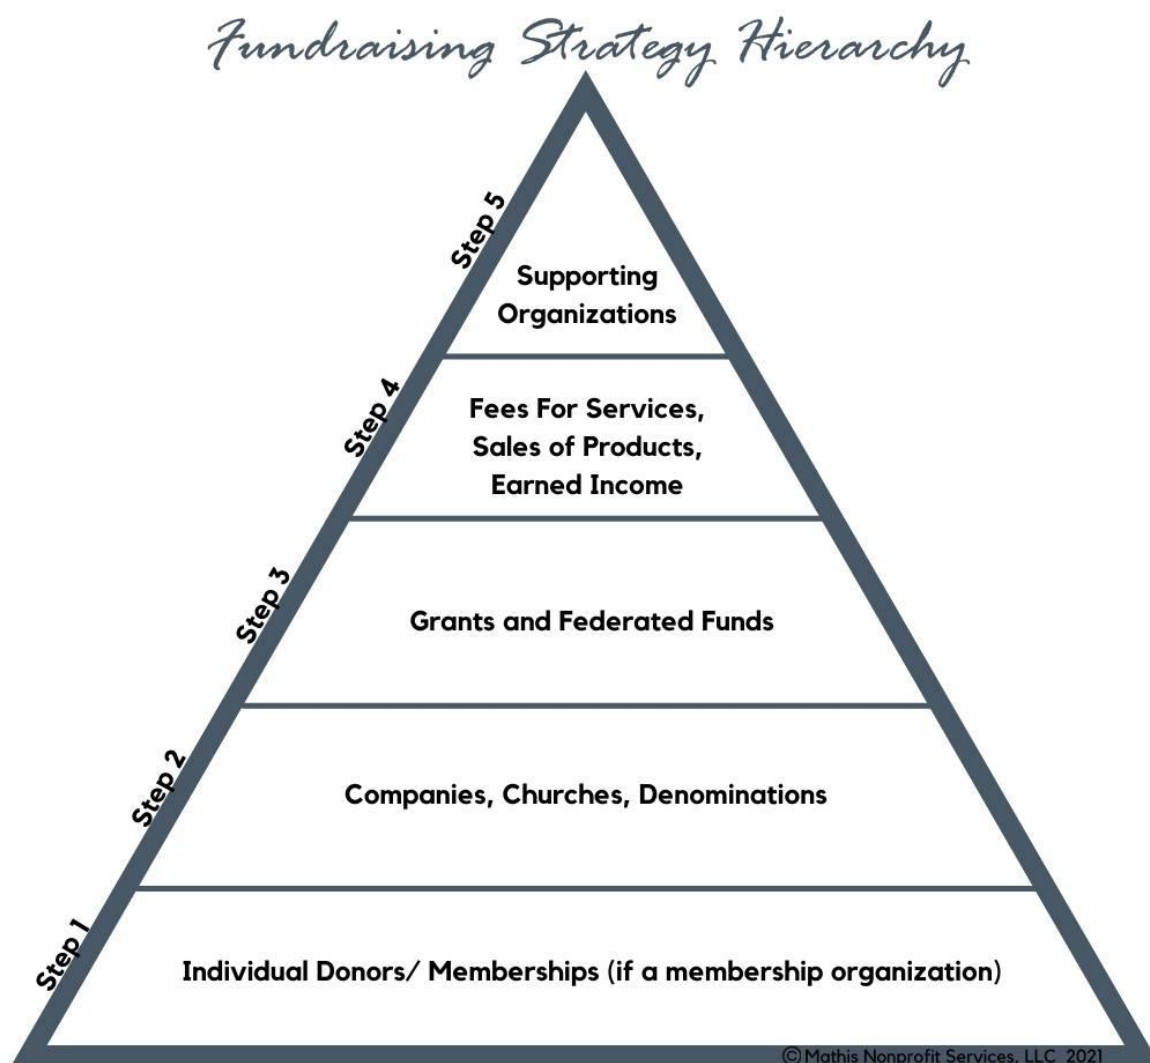 Fundraising Strategy Hierarchy
Step 5
Supporting
Organizations
Step 4
Fees For Services,
Sales of Products,
Earned Income
Step 3
Grants and Federated Funds
Step 2
Companies, Churches, Denominations
Step 1
Individual Donors/ Memberships (if a membership organization)
©Mathis Nonprofit Services, LLC 2021